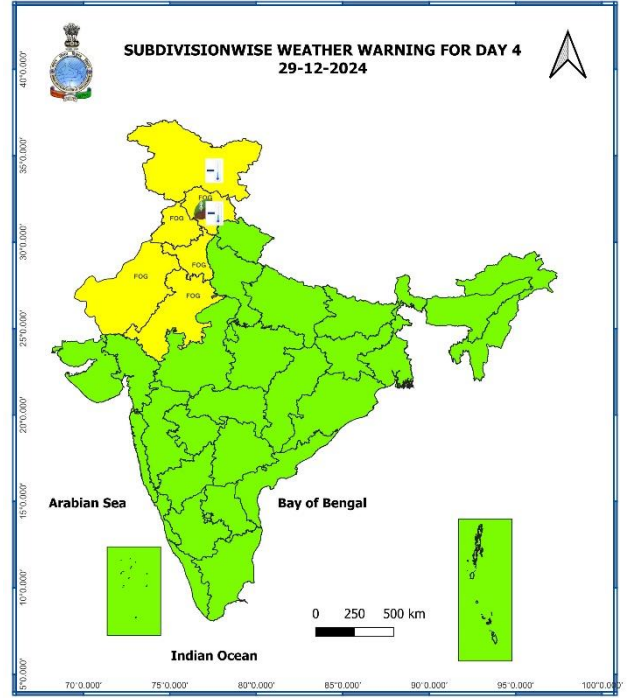 SUBDIVISIONWISE WEATHER WARNING FOR DAY 4
29-12-2024
40°0.000'
35°0.000'
30°0.000'
25°0.000'
20°0.000'
15°0.000'
10°0.000'
5°0.000'
FOG
FOG
FOG
FOG
FOG
Arabian Sea
Bay of Bengal
0 250 500 km
Indian Ocean
70°0.000' 75°0.000' 80°0.000' 85°0.000' 90°0.000' 95°0.000' 100°0.000'